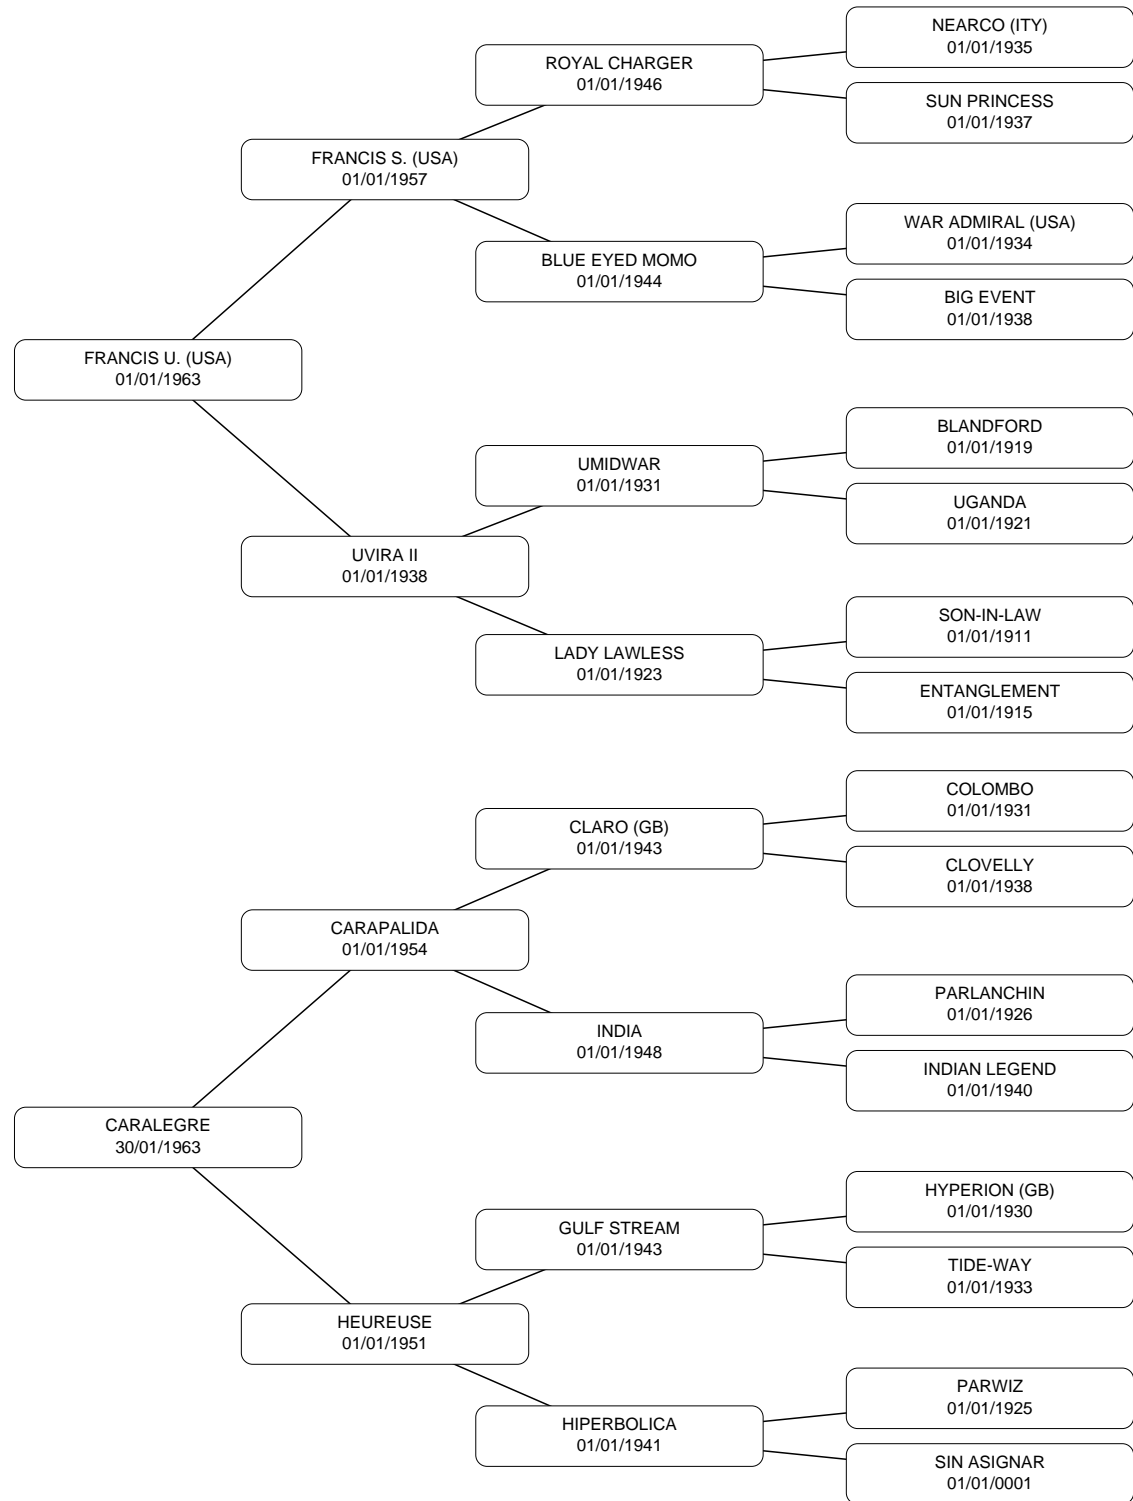 NEARCO (ITY)
01/01/1935
ROYAL CHARGER
01/01/1946
SUN PRINCESS
01/01/1937
FRANCIS S. (USA)
01/01/1957
WAR ADMIRAL (USA)
01/01/1934
BLUE EYED MOMO
01/01/1944
BIG EVENT
01/01/1938
FRANCIS U. (USA)
01/01/1963
BLANDFORD
01/01/1919
UMIDWAR
01/01/1931
UGANDA
01/01/1921
UVIRA II
01/01/1938
SON-IN-LAW
01/01/1911
LADY LAWLESS
01/01/1923
ENTANGLEMENT
01/01/1915
COLOMBO
01/01/1931
CLARO (GB)
01/01/1943
CLOVELLY
01/01/1938
CARAPALIDA
01/01/1954
PARLANCHIN
01/01/1926
INDIA
01/01/1948
INDIAN LEGEND
01/01/1940
CARALEGRE
30/01/1963
HYPERION (GB)
01/01/1930
GULF STREAM
01/01/1943
TIDE-WAY
01/01/1933
HEUREUSE
01/01/1951
PARWIZ
01/01/1925
HIPERBOLICA
01/01/1941
SIN ASIGNAR
01/01/0001